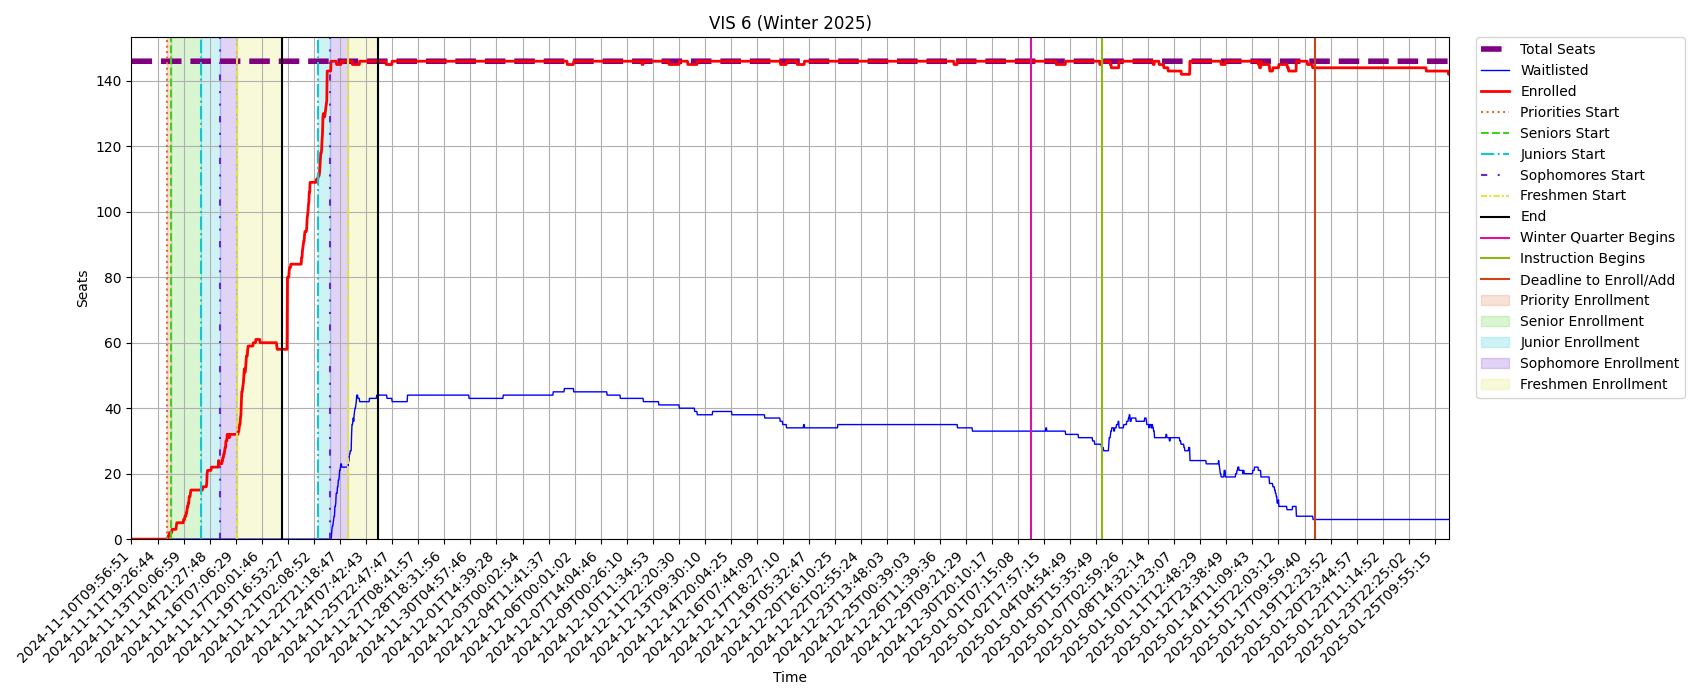 VIS 6 (Winter 2025)
Seats
140
120
100
80
60
40
20
0
2024-11-10T09:56:51
2024-11-11T19:26:44
2024-11-13T10:06:59
2024-11-14T21:27:48
2024-11-16T07:06:29
2024-11-17T20:01:46
2024-11-19T16:53:27
2024-11-21T02:08:52
2024-11-22T21:18:47
2024-11-24T07:42:43
2024-11-25T22:47:47
2024-11-27T08:41:57
2024-11-28T18:31:56
2024-11-30T04:57:46
2024-12-01T14:39:28
2024-12-03T00:02:54
2024-12-04T11:41:37
2024-12-06T00:01:02
2024-12-07T14:04:46
2024-12-09T00:26:10
2024-12-10T11:34:53
2024-12-11T22:20:30
2024-12-13T09:30:10
2024-12-14T20:04:25
2024-12-16T07:44:09
2024-12-17T18:27:10
2024-12-19T05:32:47
2024-12-20T16:10:25
2024-12-22T02:55:24
2024-12-23T13:48:03
2024-12-25T00:39:03
2024-12-26T11:39:36
2024-12-29T09:21:29
2024-12-30T20:10:17
2025-01-01T07:15:08
2025-01-02T17:57:15
2025-01-04T04:54:49
2025-01-05T15:35:49
2025-01-07T02:59:26
2025-01-08T14:32:14
2025-01-10T01:23:07
2025-01-11T12:48:29
2025-01-12T23:38:49
2025-01-14T11:09:43
2025-01-15T22:03:12
2025-01-17T09:59:40
2025-01-19T12:23:52
2025-01-20T23:44:57
2025-01-22T11:14:52
2025-01-23T22:25:02
2025-01-25T09:55:15
Time
Total Seats
Waitlisted
Enrolled
Priorities Start
Seniors Start
Juniors Start
Sophomores Start
Freshmen Start
End
Winter Quarter Begins
Instruction Begins
Deadline to Enroll/Add
Priority Enrollment
Senior Enrollment
Junior Enrollment
Sophomore Enrollment
Freshmen Enrollment